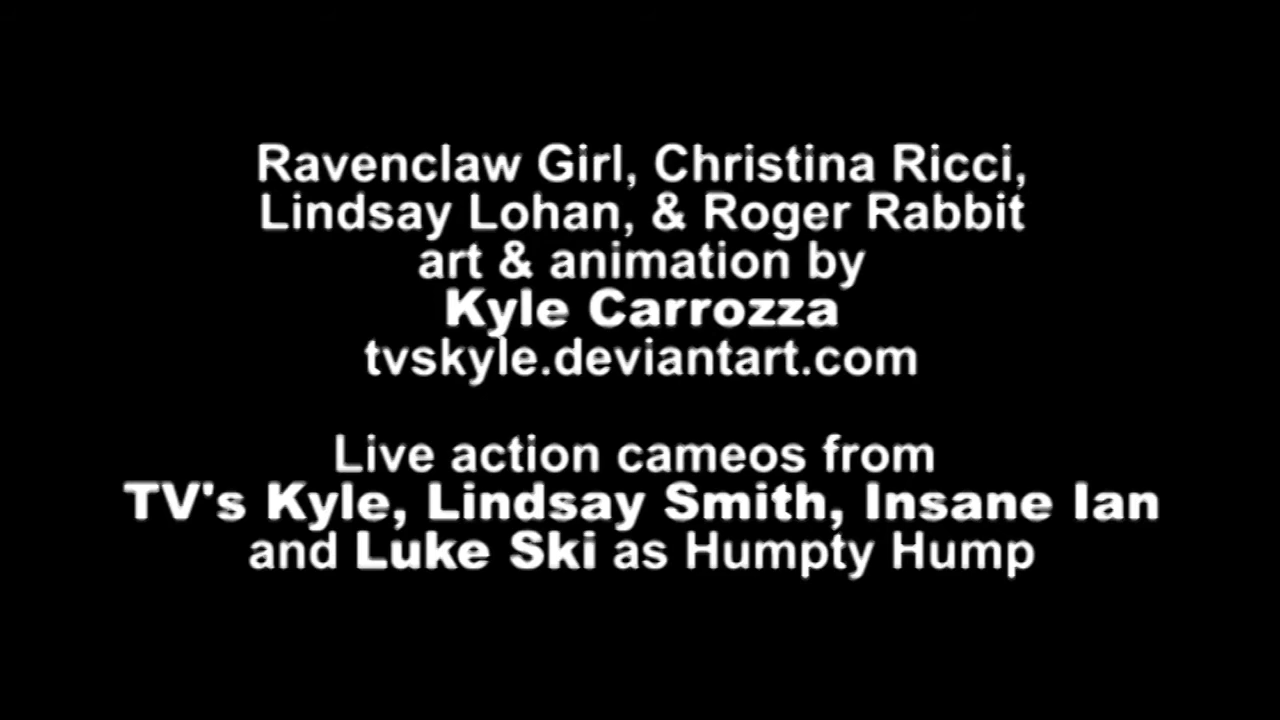 Ravenclaw Girl, Christina Ricci,
Lindsay Lohan, & Roger Rabbit
art & animation by
Kyle Carrozza
tvskyle.deviantart.com
Live action cameos from
TV's Kyle, Lindsay Smith, Insane Ian
and Luke Ski as Humpty Hump